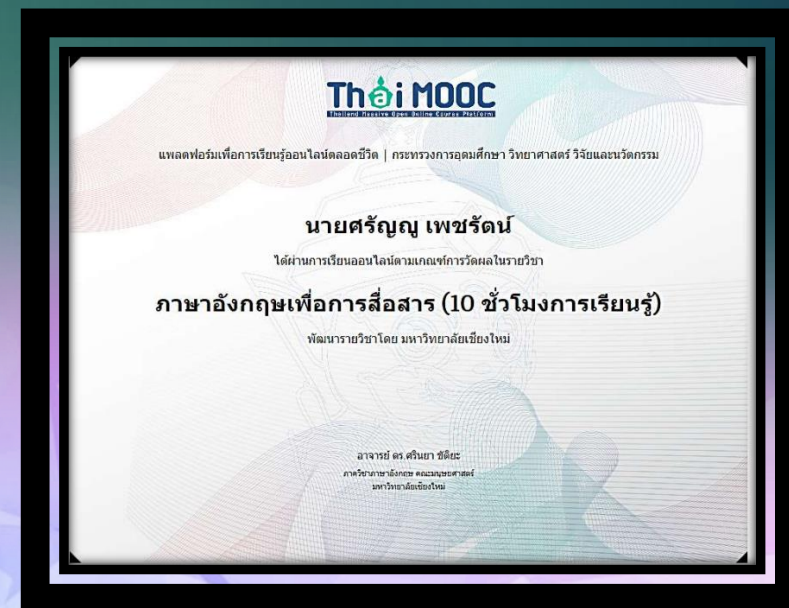 Thai MOOC
Thailand Massive Open Online Course Platform
แพลตฟอร์มเพื่อการเรียนรู้ออนไลน์ตลอดชีวิต | กระทรวงการอุดมศึกษา วิทยาศาสตร์ วิจัยและนวัตกรรม
นายศรัญญู เพชรัตน์
ได้ผ่านการเรียนออนไลน์ตามเกณฑ์การวัดผลในรายวิชา
ภาษาอังกฤษเพื่อการสื่อสาร (10 ชั่วโมงการเรียนรู้)
พัฒนารายวิชาโดย มหาวิทยาลัยเชียงใหม่
อาจารย์ ดร.ศรินยา ขัติยะ
ภาควิชาภาษาอังกฤษ คณะมนุษยศาสตร์
มหาวิทยาลัยเชียงใหม่